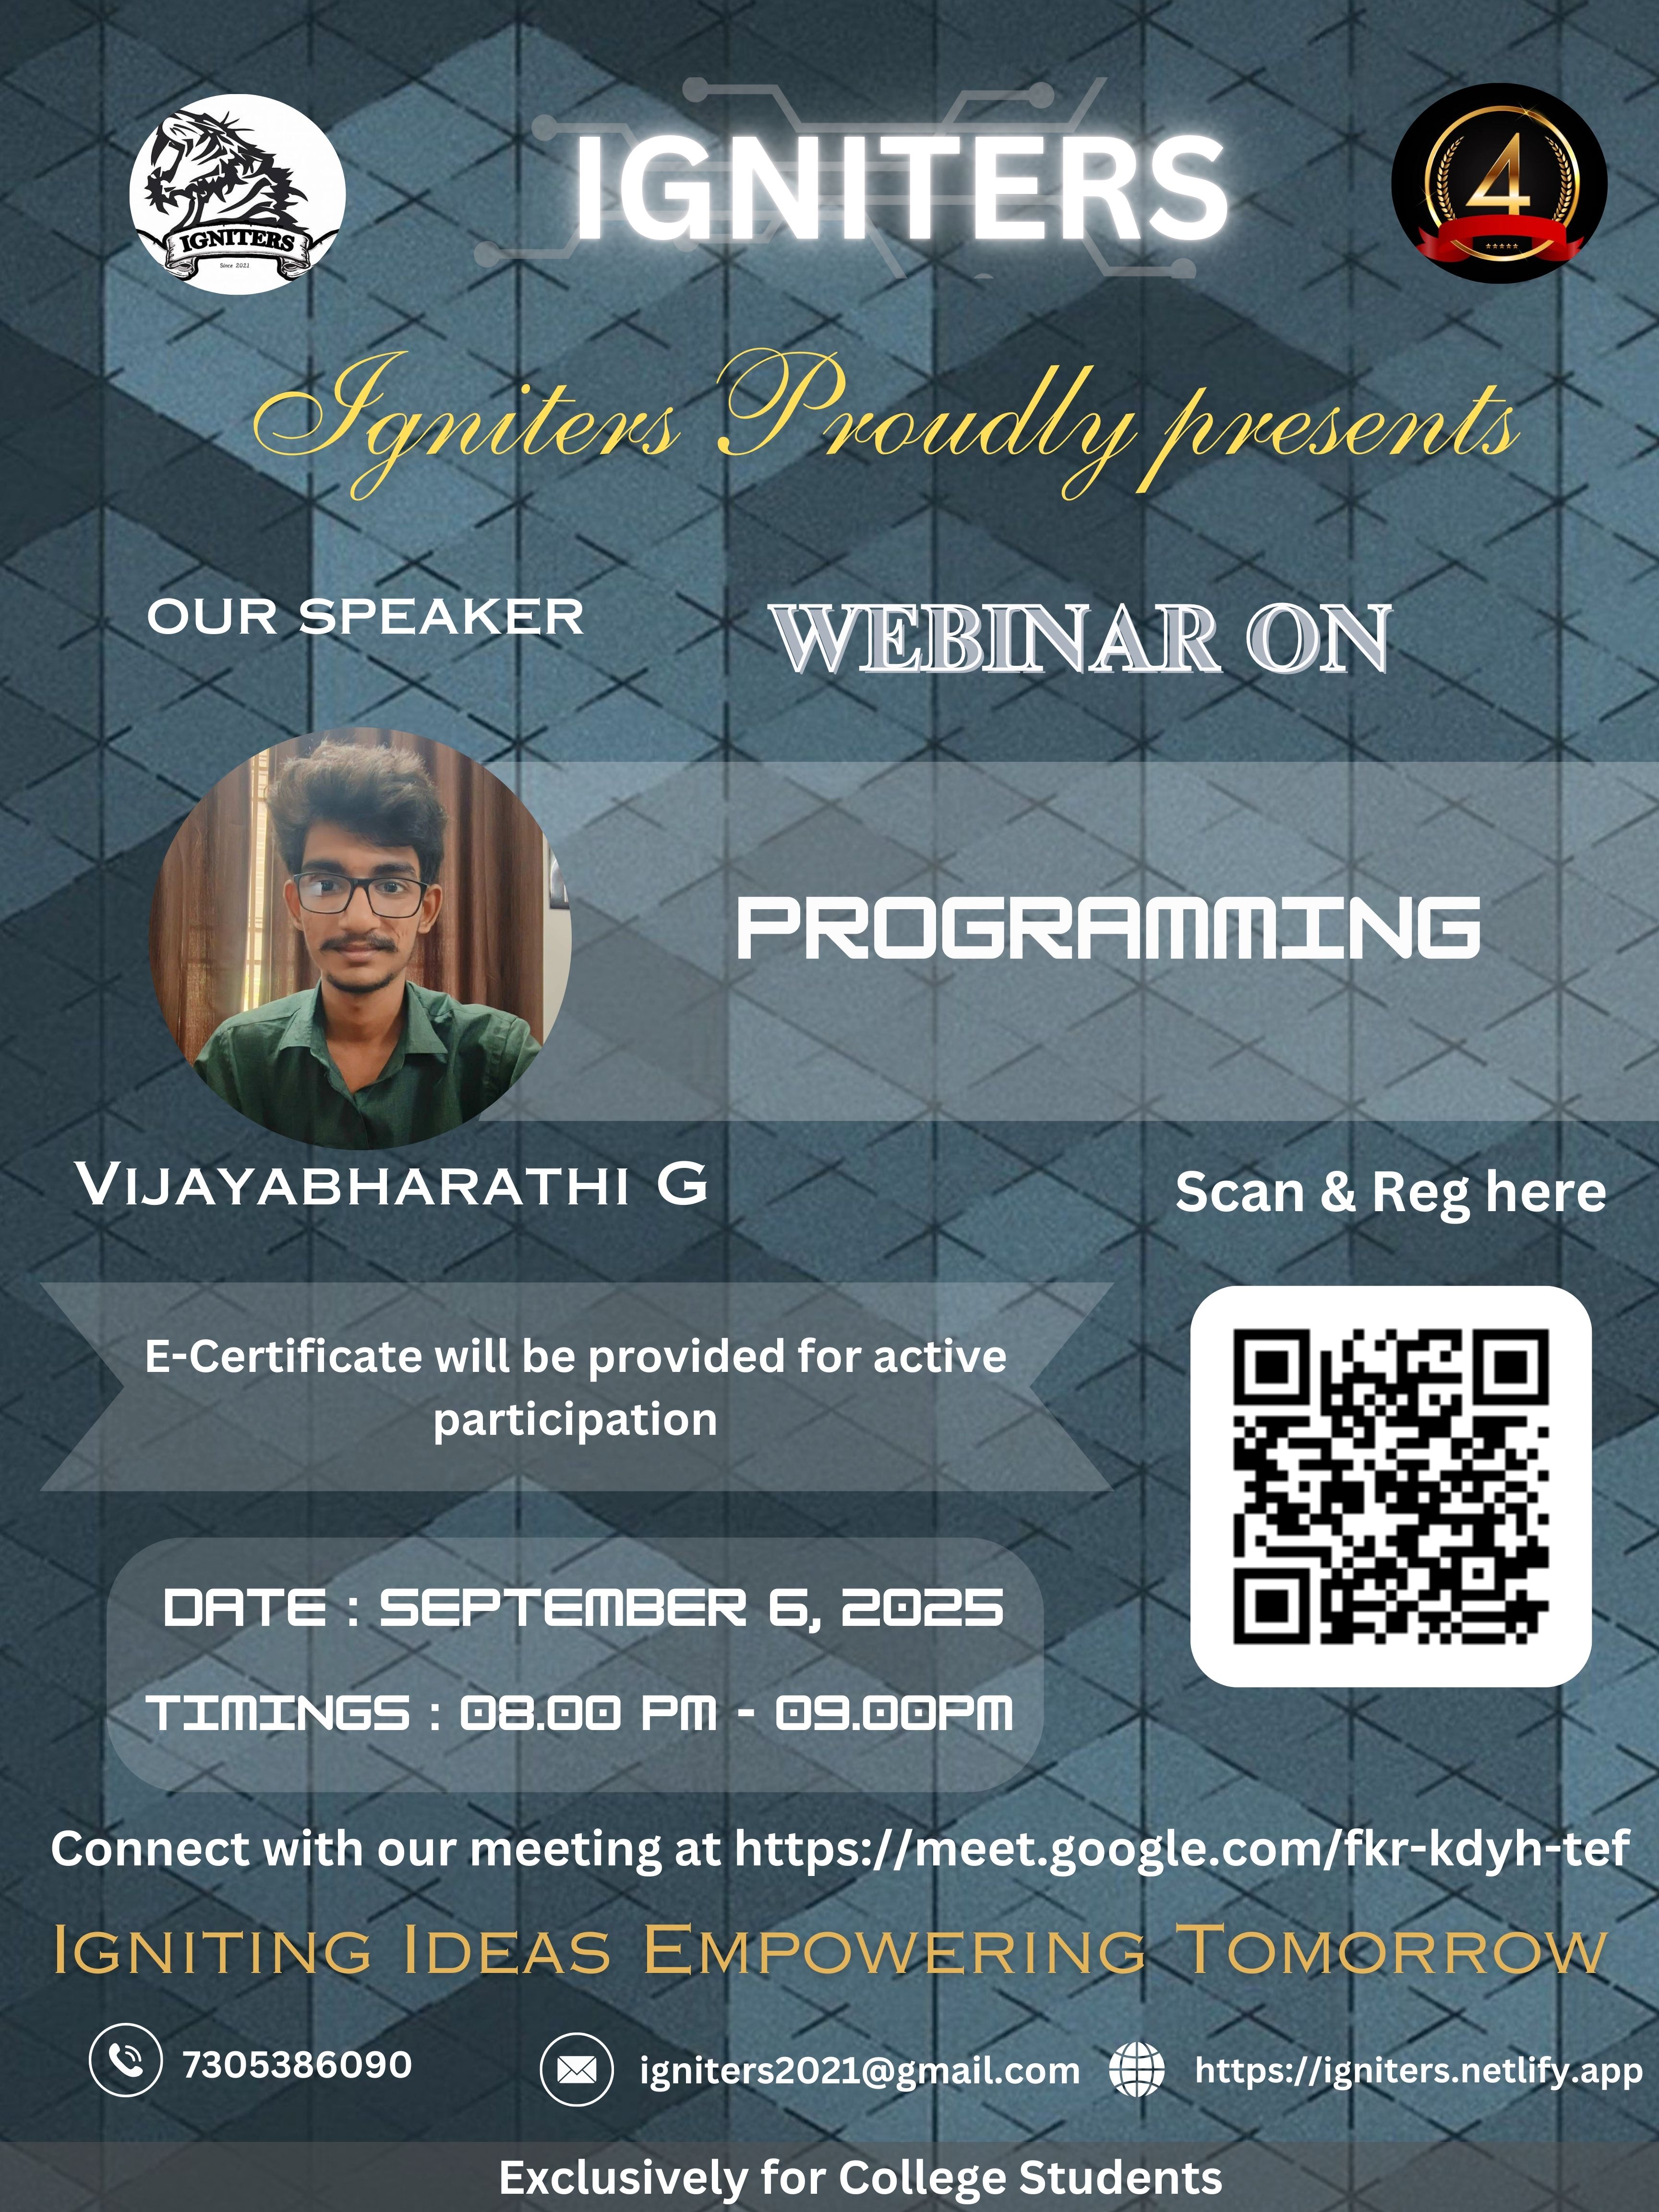 IGNITERS
Since 2021
IGNITERS
4
Igniters Proudly presents
OUR SPEAKER
WEBINAR ON
PROGRAMMING
VIJAYABHARATHI G
Scan & Reg here
E-Certificate will be provided for active
participation
DATE : SEPTEMBER 6, 2025
TIMINGS : 08.00 PM - 09.00PM
Connect with our meeting at https://meet.google.com/fkr-kdyh-tef
IGNITING IDEAS EMPOWERING TOMORROW
7305386090
igniters2021@gmail.com
https://igniters.netlify.app
Exclusively for College Students